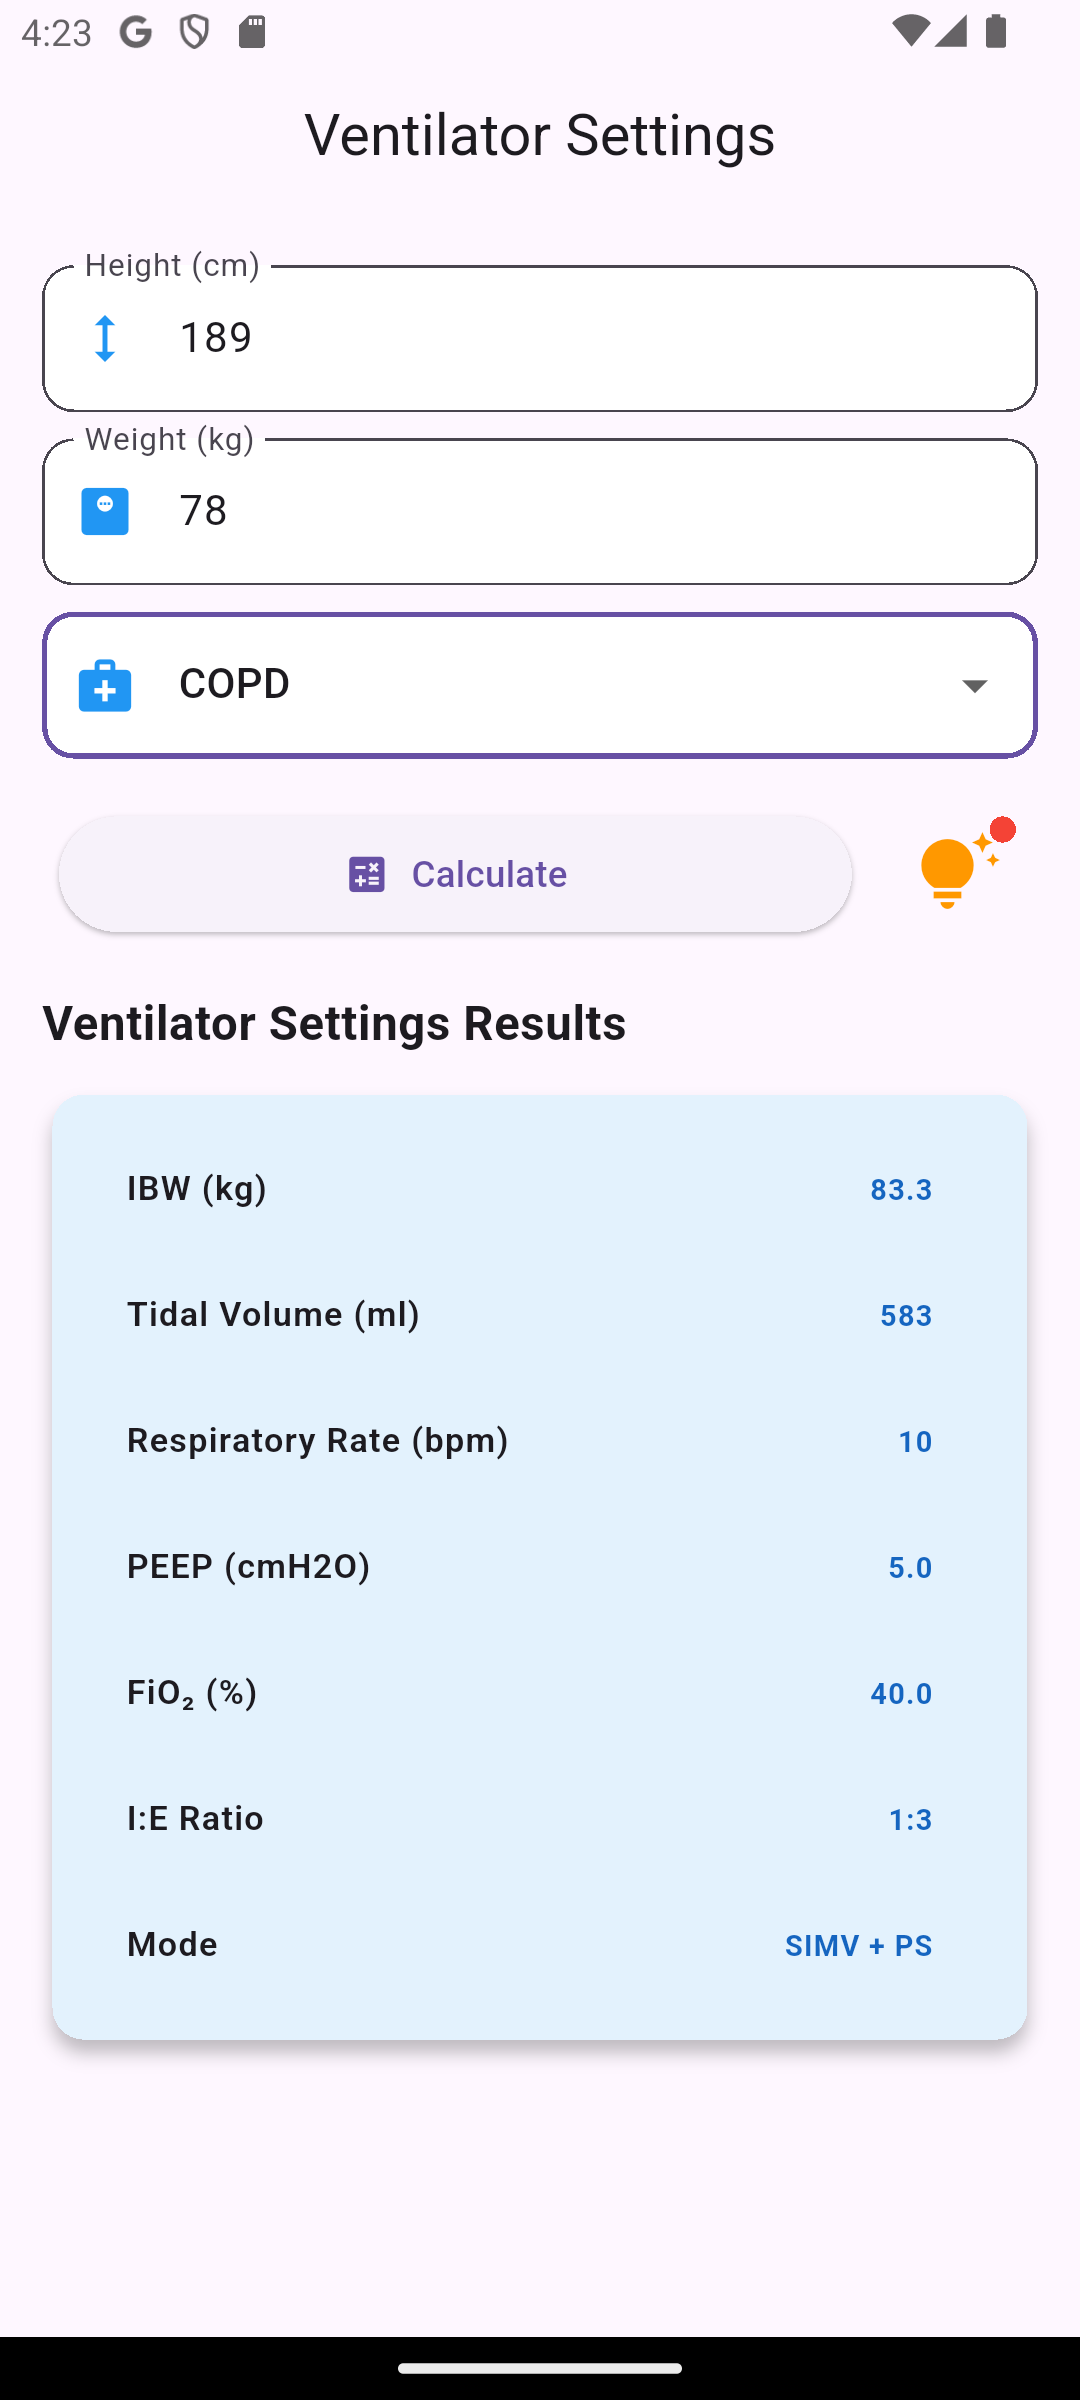 4:23
Ventilator Settings
Height (cm)
189
Weight (kg)
78
COPD
Calculate
Ventilator Settings Results
IBW (kg) 83.3
Tidal Volume (ml) 583
Respiratory Rate (bpm) 10
PEEP (cmH2O) 5.0
FiO₂ (%) 40.0
I:E Ratio 1:3
Mode SIMV + PS